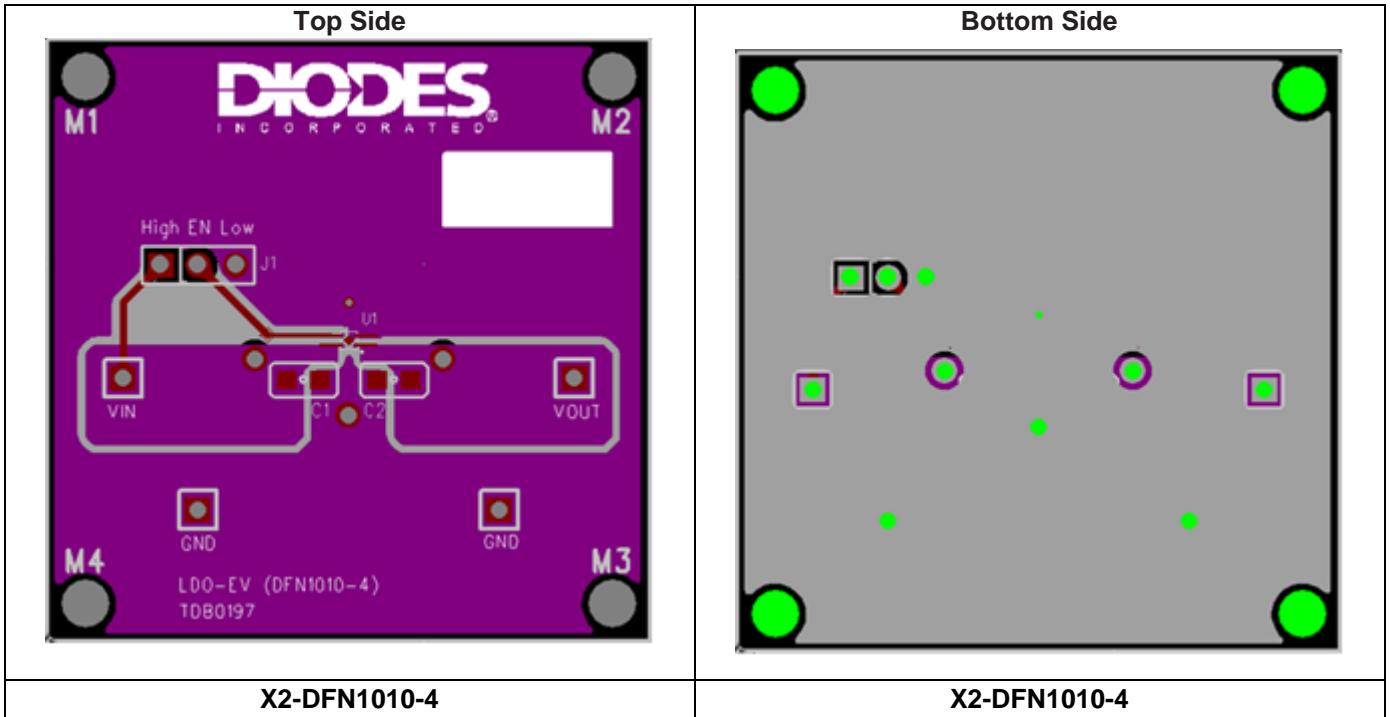 Top Side
Bottom Side
DIODES®
INCORPORATED
M1
M2
High EN Low
J1
U1
VIN
C1
C2
VOUT
GND
GND
M4
M3
LDO-EV (DFN1010-4)
TDB0197
X2-DFN1010-4
X2-DFN1010-4